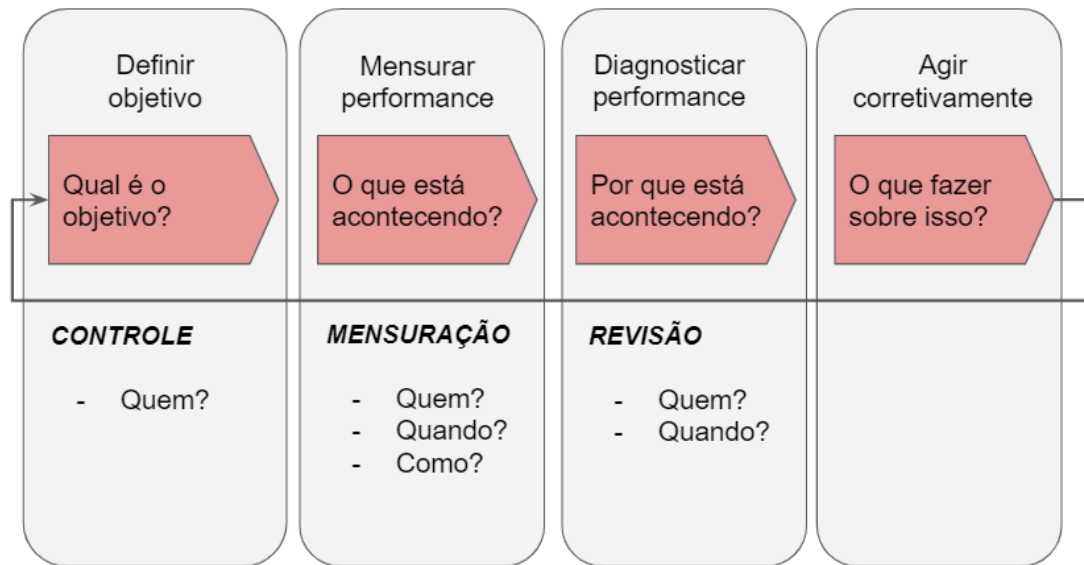 Definir
objetivo
Qual é o
objetivo?
CONTROLE
- Quem?
Mensurar
performance
O que está
acontecendo?
MENSURAÇÃO
- Quem?
- Quando?
- Como?
Diagnosticar
performance
Por que está
acontecendo?
REVISÃO
- Quem?
- Quando?
Agir
corretivamente
O que fazer
sobre isso?